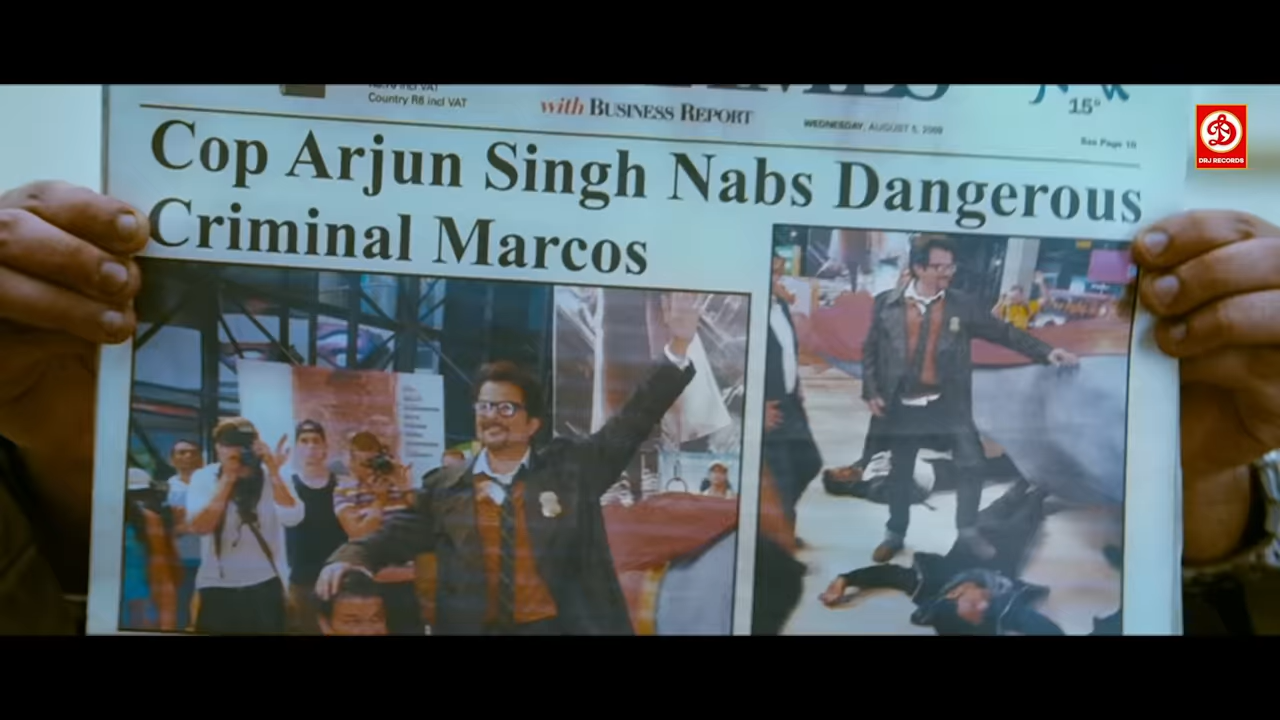 Country R6 incl VAT
with BUSINESS REPORT
WEDNESDAY, AUGUST 5, 2009
15°
See Page 18
Cop Arjun Singh Nabs Dangerous
Criminal Marcos
DRJ RECORDS